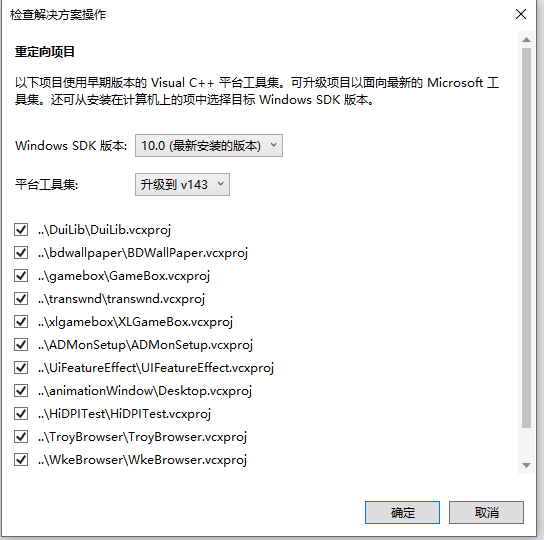 检查解决方案操作
重定向项目
以下项目使用早期版本的 Visual C++ 平台工具集。可升级项目以面向最新的 Microsoft 工
具集。还可从安装在计算机上的项中选择目标 Windows SDK 版本。
Windows SDK 版本: 10.0 (最新安装的版本)
平台工具集: 升级到 v143
..\DuiLib\DuiLib.vcxproj
..\bdwallpaper\BDWallPaper.vcxproj
..\gamebox\GameBox.vcxproj
..\transwnd\transwnd.vcxproj
..\xlgamebox\XLGameBox.vcxproj
..\ADMonSetup\ADMonSetup.vcxproj
..\UiFeatureEffect\UIFeatureEffect.vcxproj
..\animationWindow\Desktop.vcxproj
..\HiDPITest\HiDPITest.vcxproj
..\TroyBrowser\TroyBrowser.vcxproj
..\WkeBrowser\WkeBrowser.vcxproj
确定 取消